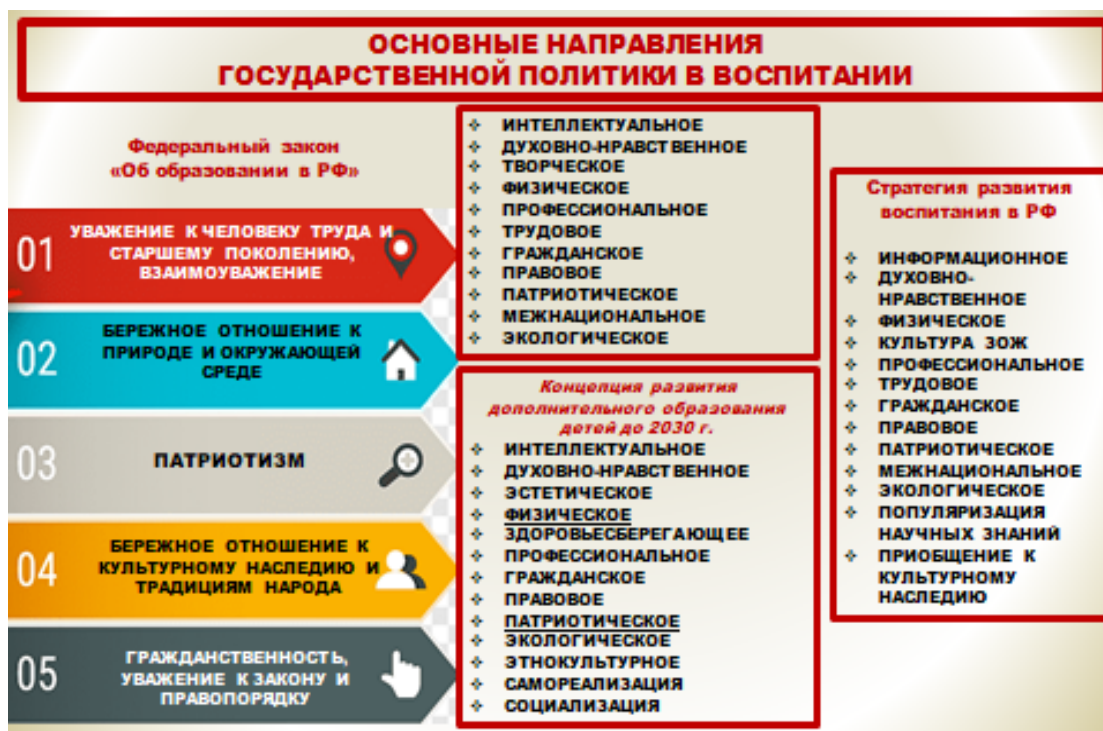 ОСНОВНЫЕ НАПРАВЛЕНИЯ
ГОСУДАРСТВЕННОЙ ПОЛИТИКИ В ВОСПИТАНИИ
Федеральный закон
«Об образовании в РФ»
01
УВАЖЕНИЕ К ЧЕЛОВЕКУ ТРУДА И
СТАРШЕМУ ПОКОЛЕНИЮ,
ВЗАИМОУВАЖЕНИЕ
02
БЕРЕЖНОЕ ОТНОШЕНИЕ К
ПРИРОДЕ И ОКРУЖАЮЩЕЙ
СРЕДЕ
03
ПАТРИОТИЗМ
04
БЕРЕЖНОЕ ОТНОШЕНИЕ К
КУЛЬТУРНОМУ НАСЛЕДИЮ И
ТРАДИЦИЯМ НАРОДА
05
ГРАЖДАНСТВЕННОСТЬ,
УВАЖЕНИЕ К ЗАКОНУ И
ПРАВОПОРЯДКУ
❖ ИНТЕЛЛЕКТУАЛЬНОЕ
❖ ДУХОВНО-НРАВСТВЕННОЕ
❖ ТВОРЧЕСКОЕ
❖ ФИЗИЧЕСКОЕ
❖ ПРОФЕССИОНАЛЬНОЕ
❖ ТРУДОВОЕ
❖ ГРАЖДАНСКОЕ
❖ ПРАВОВОЕ
❖ ПАТРИОТИЧЕСКОЕ
❖ МЕЖНАЦИОНАЛЬНОЕ
❖ ЭКОЛОГИЧЕСКОЕ
Концепция развития
дополнительного образования
детей до 2030 г.
❖ ИНТЕЛЛЕКТУАЛЬНОЕ
❖ ДУХОВНО-НРАВСТВЕННОЕ
❖ ЭСТЕТИЧЕСКОЕ
❖ ФИЗИЧЕСКОЕ
❖ ЗДОРОВЬЕСБЕРЕГАЮЩЕЕ
❖ ПРОФЕССИОНАЛЬНОЕ
❖ ГРАЖДАНСКОЕ
❖ ПРАВОВОЕ
❖ ПАТРИОТИЧЕСКОЕ
❖ ЭКОЛОГИЧЕСКОЕ
❖ ЭТНОКУЛЬТУРНОЕ
❖ САМОРЕАЛИЗАЦИЯ
❖ СОЦИАЛИЗАЦИЯ
Стратегия развития
воспитания в РФ
❖ ИНФОРМАЦИОННОЕ
❖ ДУХОВНО-
НРАВСТВЕННОЕ
❖ ФИЗИЧЕСКОЕ
❖ КУЛЬТУРА ЗОЖ
❖ ПРОФЕССИОНАЛЬНОЕ
❖ ТРУДОВОЕ
❖ ГРАЖДАНСКОЕ
❖ ПРАВОВОЕ
❖ ПАТРИОТИЧЕСКОЕ
❖ МЕЖНАЦИОНАЛЬНОЕ
❖ ЭКОЛОГИЧЕСКОЕ
❖ ПОПУЛЯРИЗАЦИЯ
НАУЧНЫХ ЗНАНИЙ
❖ ПРИОБЩЕНИЕ К
КУЛЬТУРНОМУ
НАСЛЕДИЮ